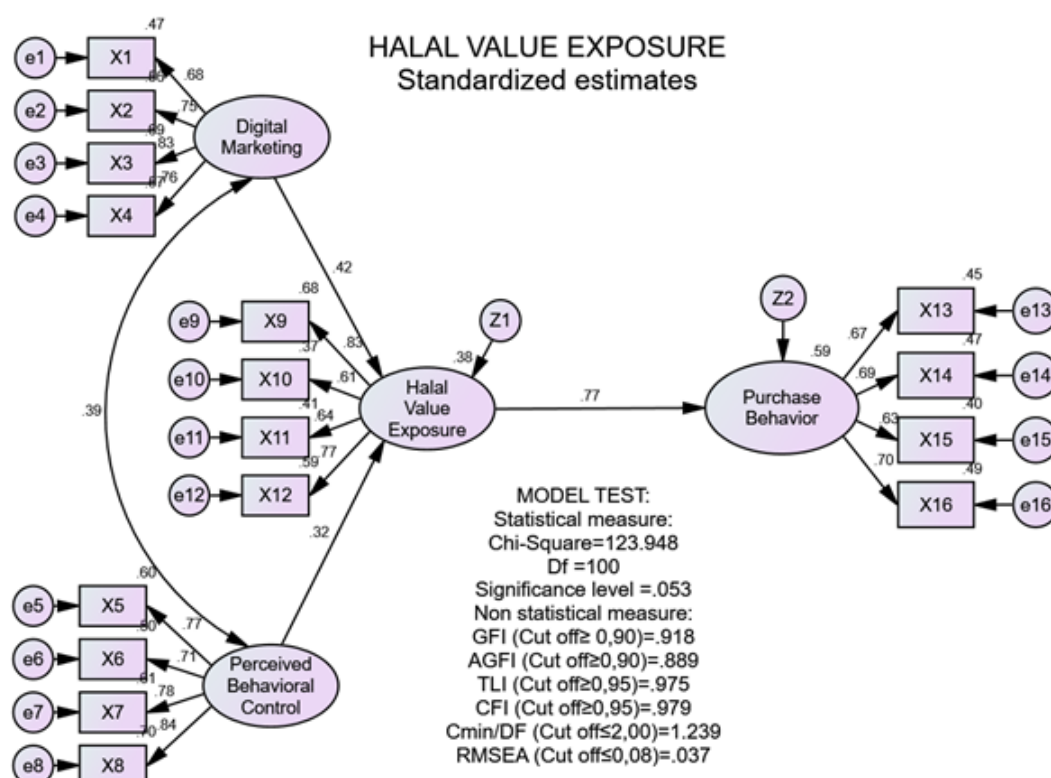 HALAL VALUE EXPOSURE
Standardized estimates
.47
e1
X1
.68
e2
X2
.75
.69
e3
X3
.83
e4
X4
.76
Digital
Marketing
.42
.68
e9
X9
.83
.37
e10
X10
.61
.41
e11
X11
.64
.59
e12
X12
.77
Halal
Value
Exposure
.38
Z1
.39
.77
Z2
.59
Purchase
Behavior
.45
.67
X13
e13
.47
.69
X14
e14
.40
.63
X15
e15
.49
.70
X16
e16
.32
.60
e5
X5
.77
e6
X6
.71
e7
X7
.78
.70
e8
X8
.84
Perceived
Behavioral
Control
MODEL TEST:
Statistical measure:
Chi-Square=123.948
Df =100
Significance level =.053
Non statistical measure:
GFI (Cut off≥ 0,90)=.918
AGFI (Cut off≥0,90)=.889
TLI (Cut off≥0,95)=.975
CFI (Cut off≥0,95)=.979
Cmin/DF (Cut off≤2,00)=1.239
RMSEA (Cut off≤0,08)=.037